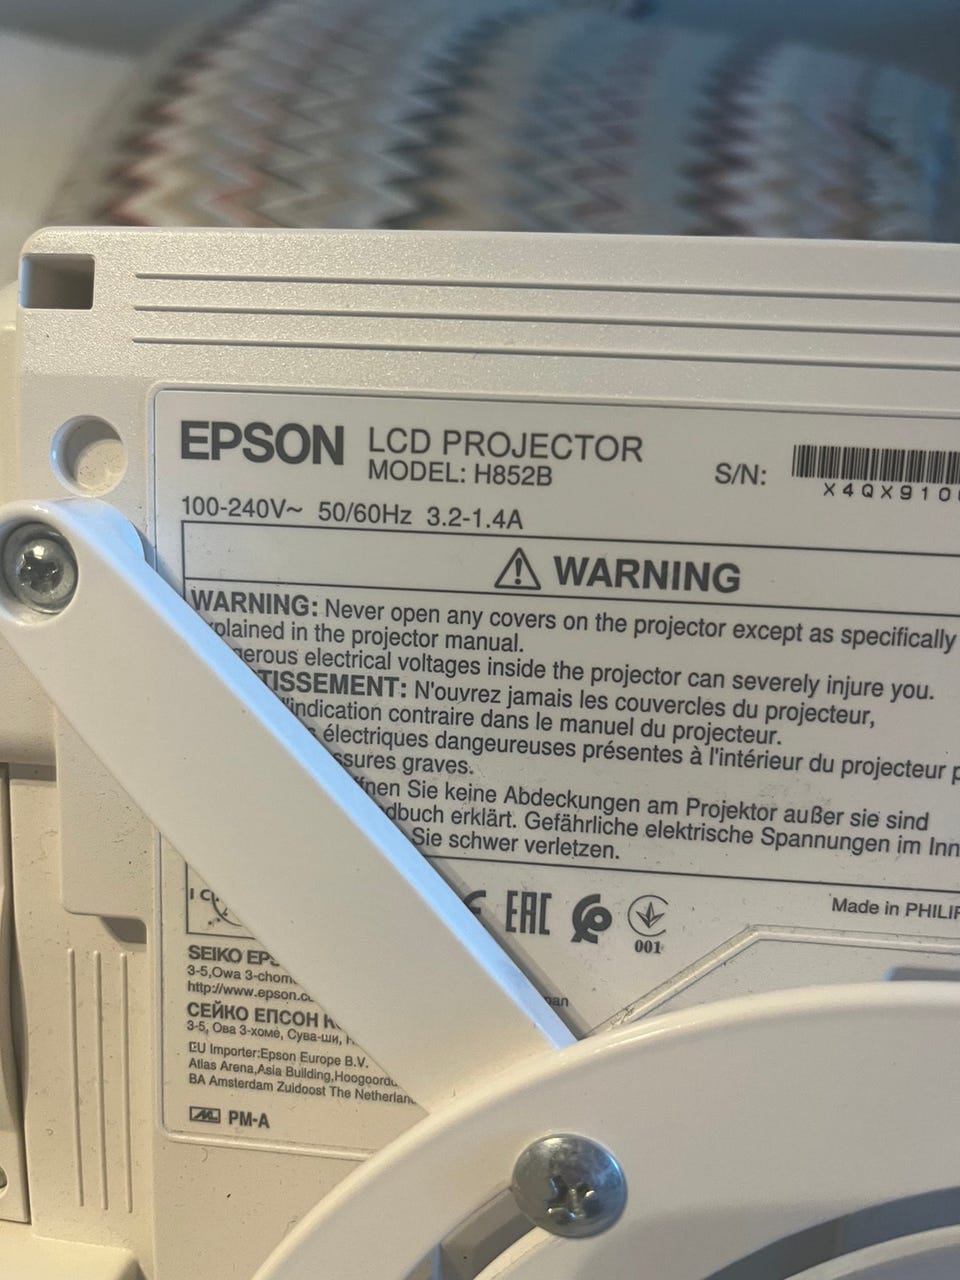 EPSON LCD PROJECTOR
MODEL: H852B
S/N:
X4QX910
100-240V~ 50/60Hz 3.2-1.4A
WARNING
WARNING: Never open any covers on the projector except as specifically
xplained in the projector manual.
gerous electrical voltages inside the projector can severely injure you.
TISSEMENT: N'ouvrez jamais les couvercles du projecteur,
l'indication contraire dans le manuel du projecteur.
électriques dangeureuses présentes à l'intérieur du projecteur p
ssures graves.
fnen Sie keine Abdeckungen am Projektor außer sie sind
dbuch erklärt. Gefährliche elektrische Spannungen im Inn
Sie schwer verletzen.
EAC
001
Made in PHILIP
SEIKO EPS
3-5,Owa 3-chom
pan
http://www.epson.c
СЕЙКО ЕПСОН К
3-5, Ова 3-хоме, Сува-ши,
EU Importer:Epson Europe B.V.
Atlas Arena,Asia Building,Hoogoord
BA Amsterdam Zuidoost The Netherlan
PM-A